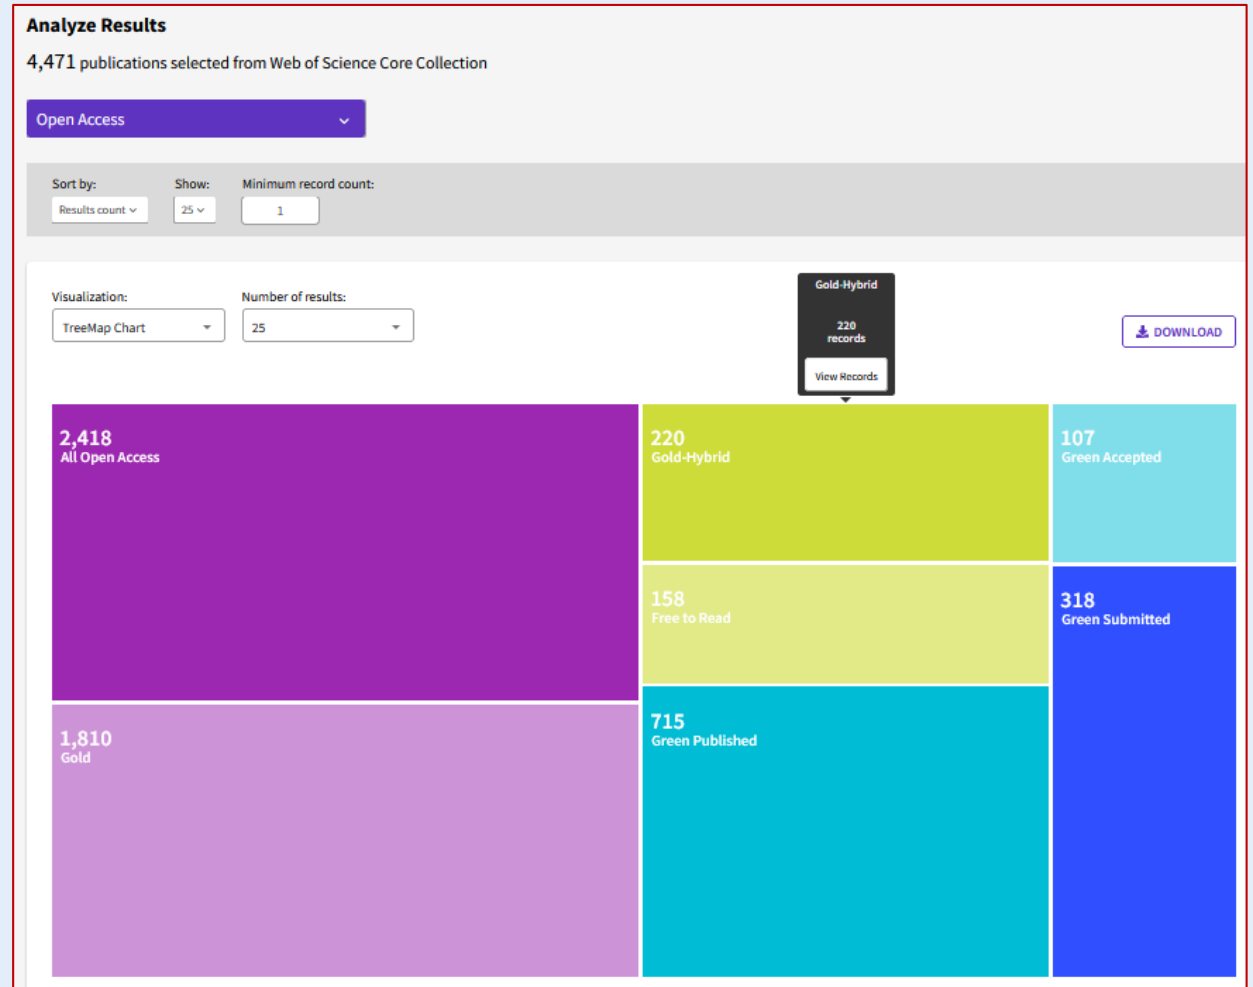 Analyze Results
4,471 publications selected from Web of Science Core Collection
Open Access
Sort by:
Show:
Minimum record count:
Results count
25
1
Visualization:
Number of results:
TreeMap Chart
25
Gold-Hybrid
220
records
View Records
DOWNLOAD
2,418
All Open Access
220
Gold-Hybrid
107
Green Accepted
158
Free to Read
318
Green Submitted
1,810
Gold
715
Green Published